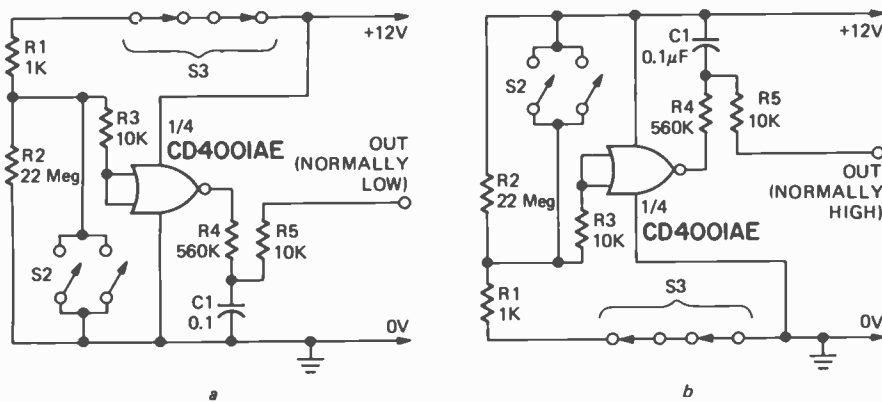 R1
1K
S3
+12V
R3
10K
1/4
CD4001AE
R2
22 Meg
OUT
(NORMALLY
LOW)
R4
560K
R5
10K
S2
C1
0.1
0V
a
C1
0.1µF
+12V
S2
R4
560K
R5
10K
R2
22 Meg
OUT
(NORMALLY
HIGH)
1/4
R3
10K
CD4001AE
R1
1K
S3
0V
b